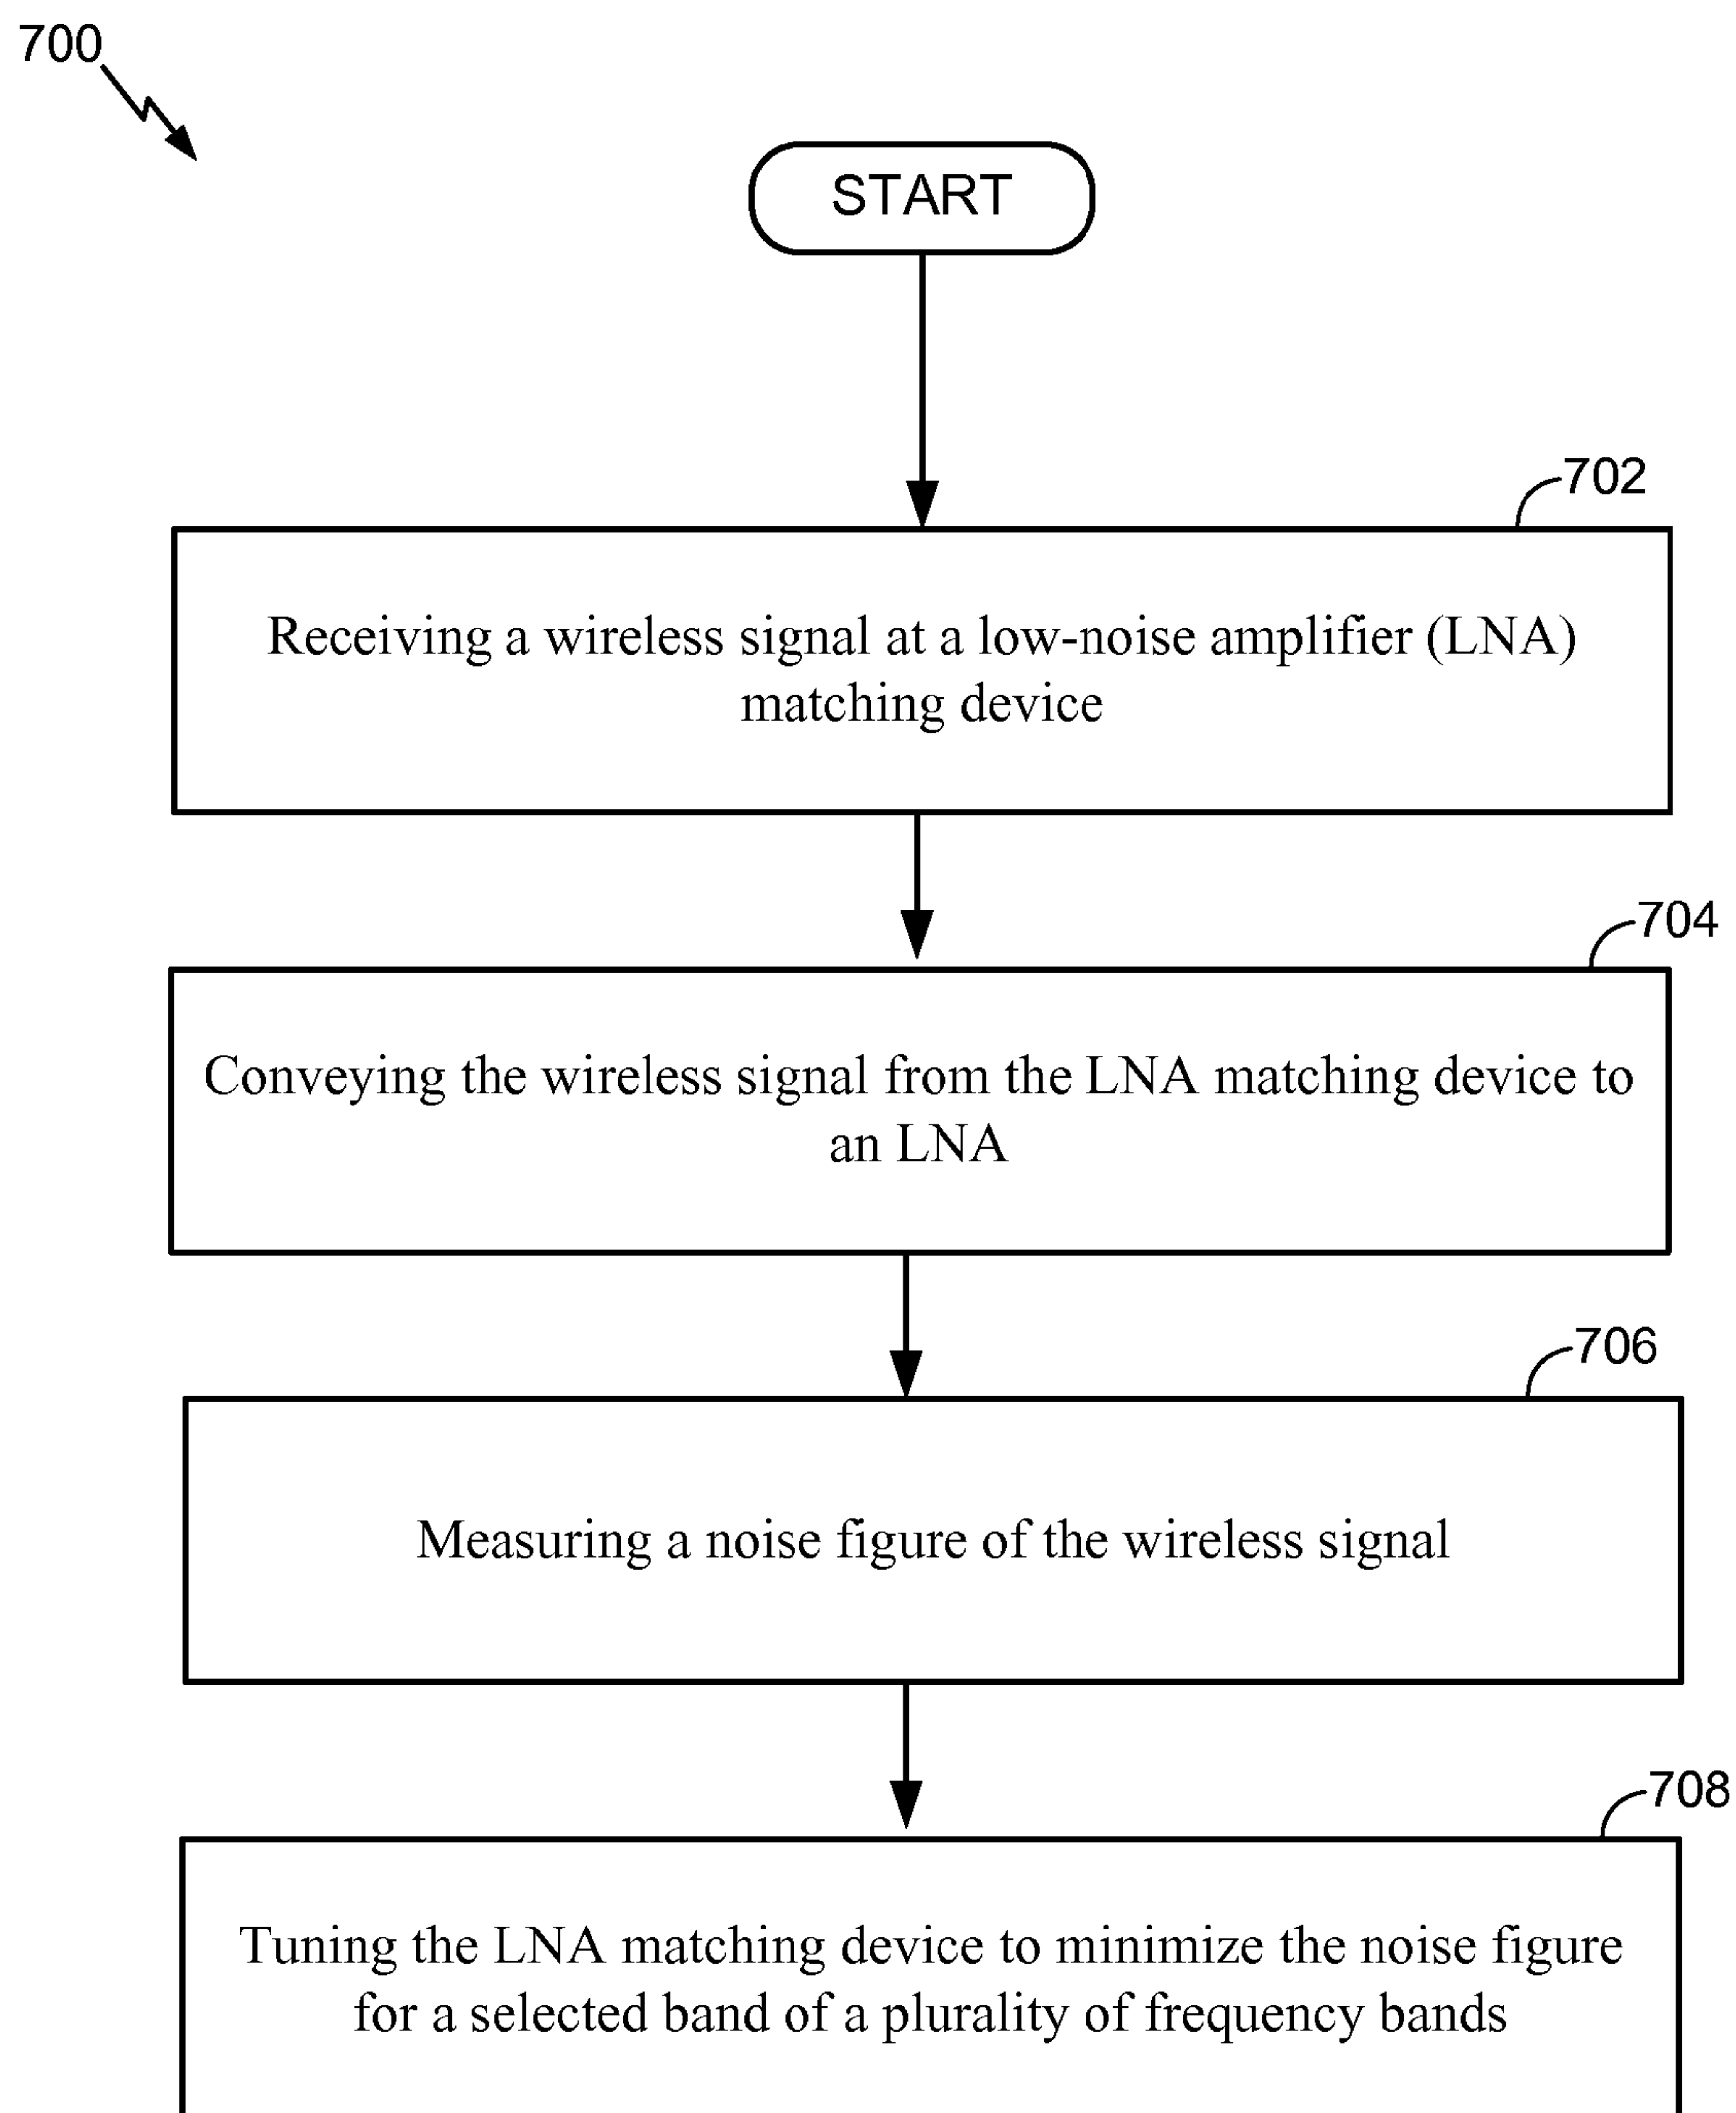 700
START
702
Receiving a wireless signal at a low-noise amplifier (LNA)
matching device
704
Conveying the wireless signal from the LNA matching device to
an LNA
706
Measuring a noise figure of the wireless signal
708
Tuning the LNA matching device to minimize the noise figure
for a selected band of a plurality of frequency bands